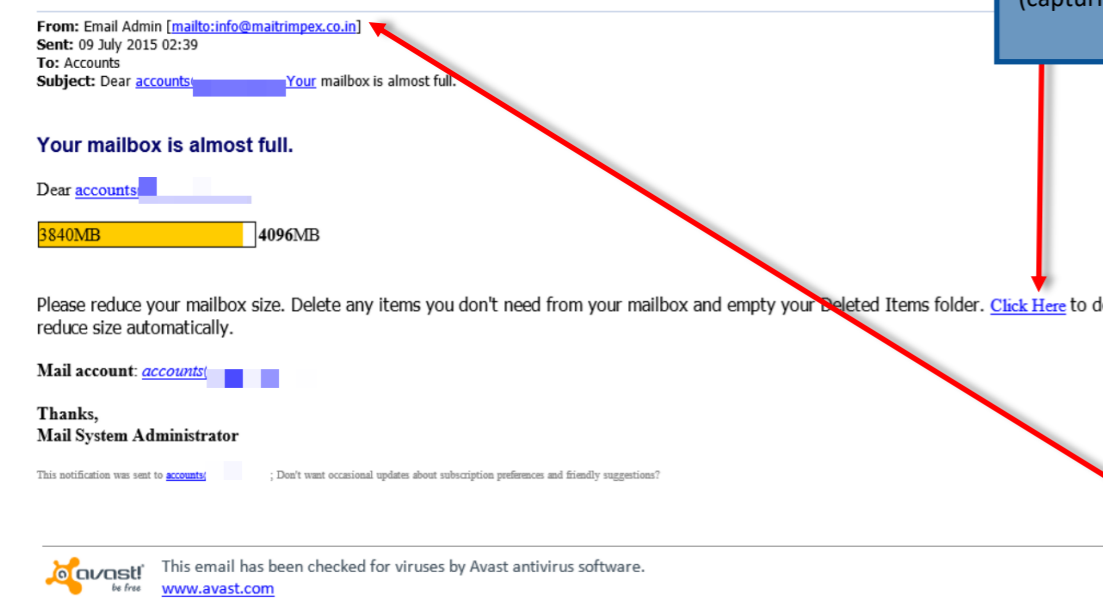 (capturi
From: Email Admin [mailto:info@maitrimpex.co.in]
Sent: 09 July 2015 02:39
To: Accounts
Subject: Dear accounts Your mailbox is almost full.
Your mailbox is almost full.
Dear accounts
3840MB 4096MB
Please reduce your mailbox size. Delete any items you don't need from your mailbox and empty your Deleted Items folder. Click Here to d
reduce size automatically.
Mail account: accounts(
Thanks,
Mail System Administrator
This notification was sent to accounts( ; Don't want occasional updates about subscription preferences and friendly suggestions?
avast! This email has been checked for viruses by Avast antivirus software.
be free www.avast.com